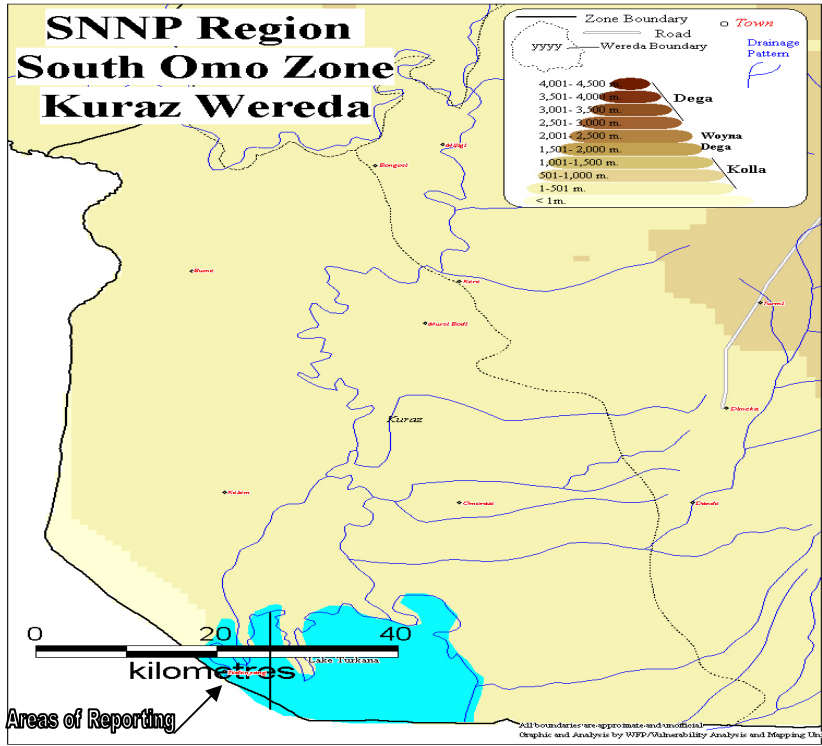 SNNP Region
South Omo Zone
Kuraz Wereda
Zone Boundary
Town
Road
yyyy
Wereda Boundary
Drainage
Pattern
4,001- 4,500 m.
3,501- 4,000 m.
3,001- 3,500 m.
2,501- 3,000 m.
2,001- 2,500 m.
1,501- 2,000 m.
1,001-1,500 m.
501-1,000 m.
1-501 m.
< 1m.
Dega
Woyna
Dega
Kolla
Kere
Mursi Bodi
Turmi
Dimeka
Kuraz
Kelem
Omorate
0
20
40
kilometres
Lake Turkana
Areas of Reporting
All boundaries are approimate and unofficial
Graphic and Analysis by WFP/Vulnerability Analysis and Mapping Un